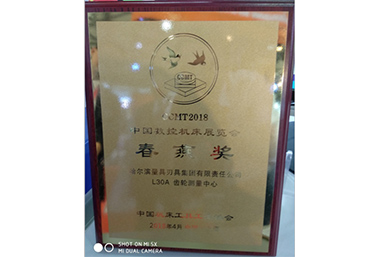 CCMT
CCMT2018
中国数控机床展览会
春燕奖
哈尔滨量具刃具集团有限责任公司
L30A 齿轮测量中心
中国机床工具工业协会
2018年4月
SHOT ON MI 5X
MI DUAL CAMERA